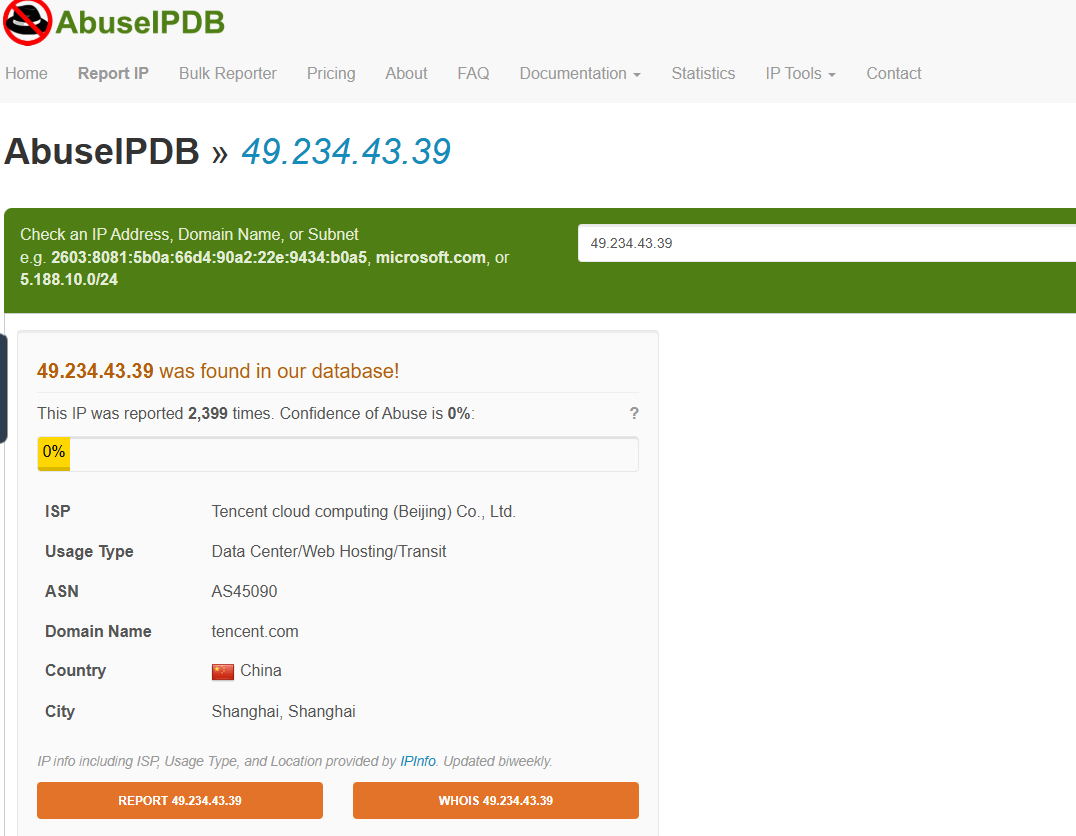 AbuseIPDB
Home Report IP Bulk Reporter Pricing About FAQ Documentation Statistics IP Tools Contact
AbuseIPDB » 49.234.43.39
Check an IP Address, Domain Name, or Subnet
e.g. 2603:8081:5b0a:66d4:90a2:22e:9434:b0a5, microsoft.com, or
5.188.10.0/24
49.234.43.39
49.234.43.39 was found in our database!
This IP was reported 2,399 times. Confidence of Abuse is 0%: ?
0%
ISP Tencent cloud computing (Beijing) Co., Ltd.
Usage Type Data Center/Web Hosting/Transit
ASN AS45090
Domain Name tencent.com
Country China
City Shanghai, Shanghai
IP info including ISP, Usage Type, and Location provided by IPInfo. Updated biweekly.
REPORT 49.234.43.39 WHOIS 49.234.43.39